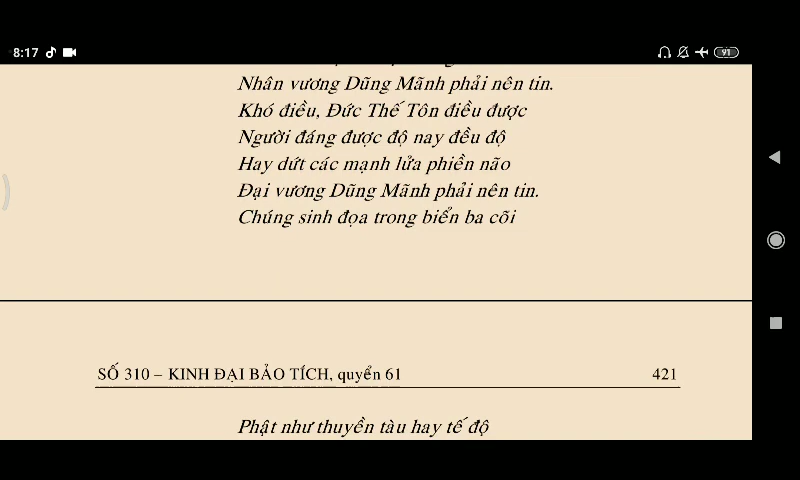 8:17
91
Nhân vương Dũng Mãnh phải nên tin.
Khó điều, Đức Thế Tôn điều được
Người đáng được độ nay đều độ
Hay dứt các mạnh lửa phiền não
Đại vương Dũng Mãnh phải nên tin.
Chúng sinh đọa trong biển ba cõi
SỐ 310 – KINH ĐẠI BẢO TÍCH, quyển 61 421
Phật như thuyền tàu hay tế độ